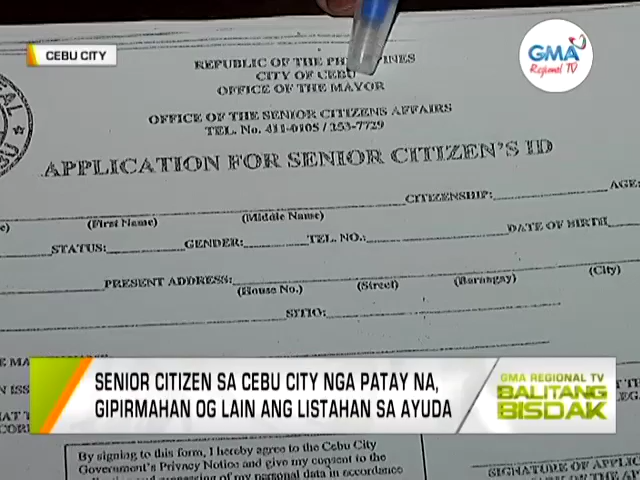 CEBU CITY
GMA
Regional TV
REPUBLIC OF THE PHILIPPINES
CITY OF CEBU
OFFICE OF THE MAYOR
OFFICE OF THE SENIOR CITIZENS AFFAIRS
TEL. No. 411-0105 / 253-7729
APPLICATION FOR SENIOR CITIZEN'S ID
CITIZENSHIP: AGE:
(First Name) (Middle Name)
STATUS: GENDER: TEL. NO.: DATE OF BIRTH
PRESENT ADDRESS:
(House No.) (Street) (Barangay) (City)
SITIO:
SENIOR CITIZEN SA CEBU CITY NGA PATAY NA,
GIPIRMAHAN OG LAIN ANG LISTAHAN SA AYUDA
GMA REGIONAL TV
BALITANG
BISDAK
By signing to this form, I hereby agree to the Cebu City
Government's Privacy Notice and give my consent to the
of my personal data in accordance
SIGNATURE OF